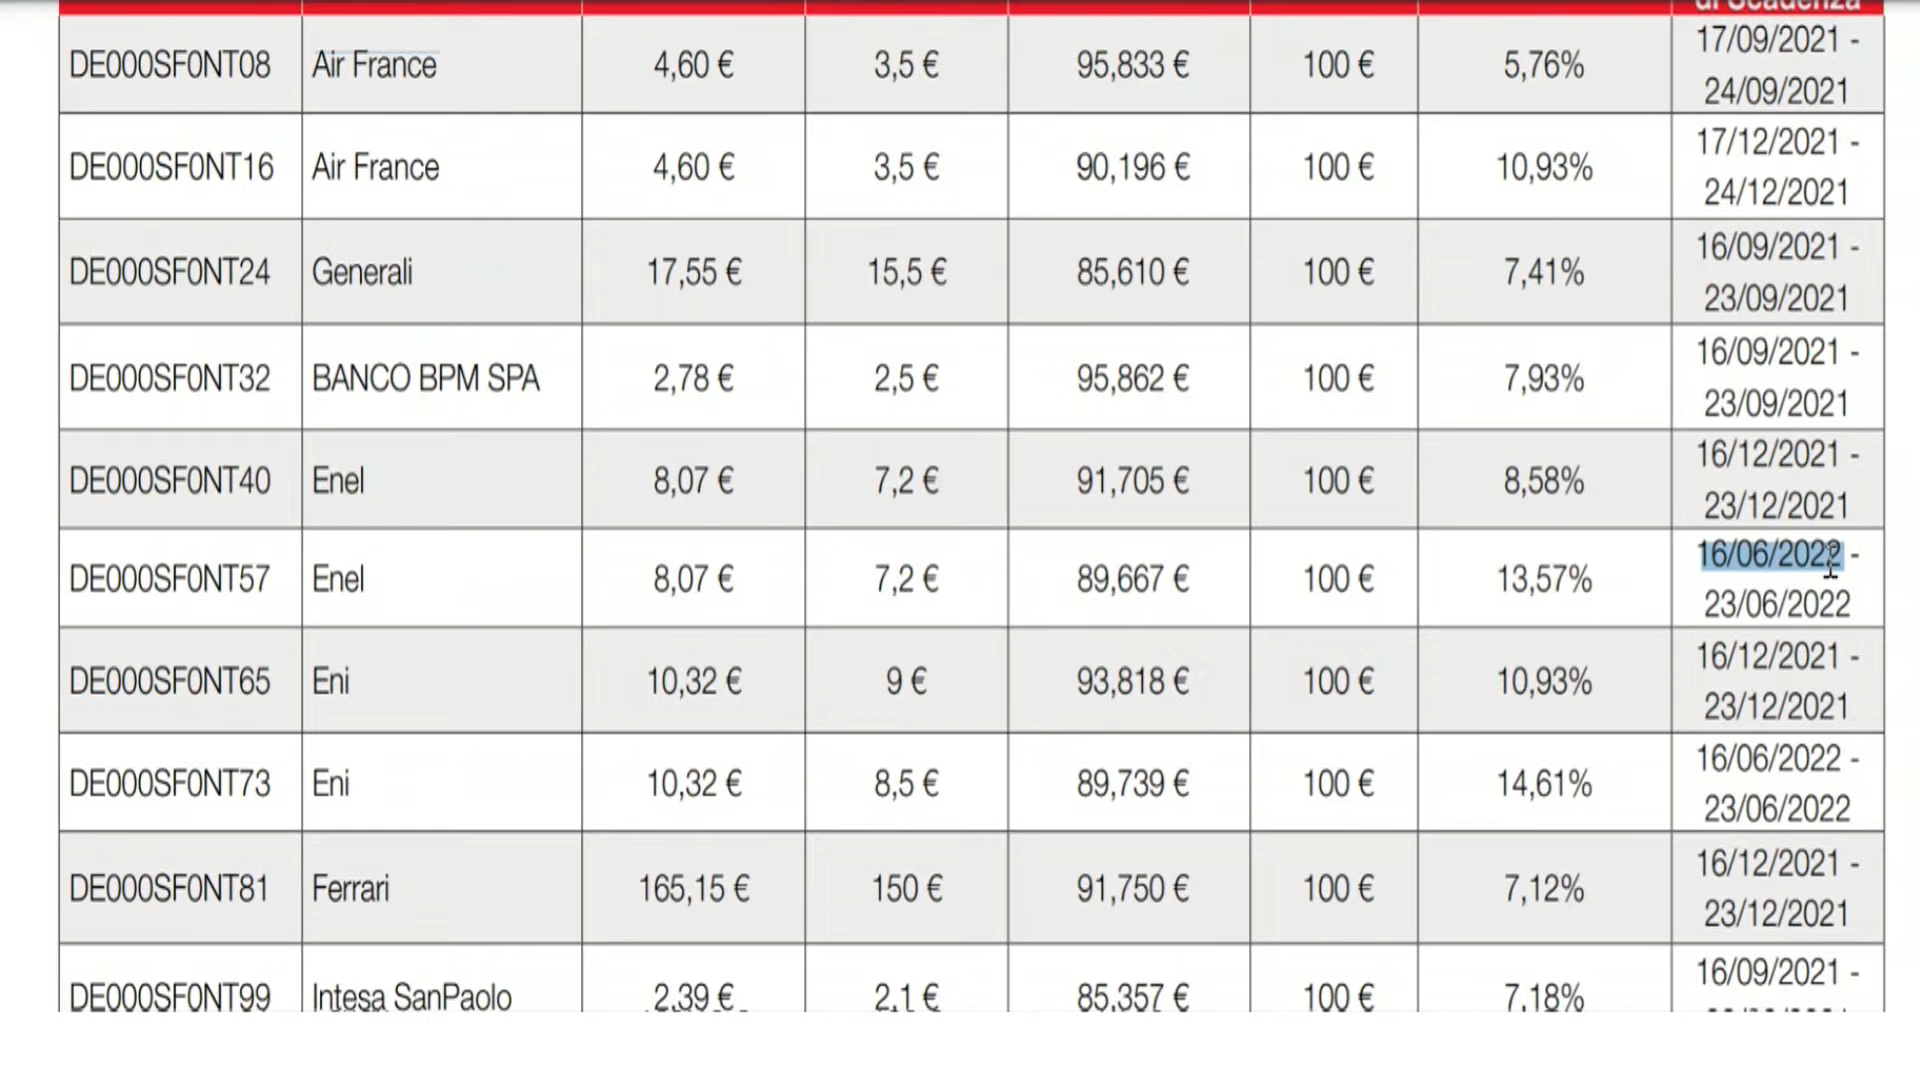 di Scadenza
DE000SF0NT08 Air France 4,60 € 3,5 € 95,833 € 100 € 5,76% 17/09/2021 -
24/09/2021
DE000SF0NT16 Air France 4,60 € 3,5 € 90,196 € 100 € 10,93% 17/12/2021 -
24/12/2021
DE000SF0NT24 Generali 17,55 € 15,5 € 85,610 € 100 € 7,41% 16/09/2021 -
23/09/2021
DE000SF0NT32 BANCO BPM SPA 2,78 € 2,5 € 95,862 € 100 € 7,93% 16/09/2021 -
23/09/2021
DE000SF0NT40 Enel 8,07 € 7,2 € 91,705 € 100 € 8,58% 16/12/2021 -
23/12/2021
DE000SF0NT57 Enel 8,07 € 7,2 € 89,667 € 100 € 13,57% 16/06/2022 -
23/06/2022
DE000SF0NT65 Eni 10,32 € 9 € 93,818 € 100 € 10,93% 16/12/2021 -
23/12/2021
DE000SF0NT73 Eni 10,32 € 8,5 € 89,739 € 100 € 14,61% 16/06/2022 -
23/06/2022
DE000SF0NT81 Ferrari 165,15 € 150 € 91,750 € 100 € 7,12% 16/12/2021 -
23/12/2021
DE000SF0NT99 Intesa SanPaolo 2,39 € 2,1 € 85,357 € 100 € 7,18% 16/09/2021 -